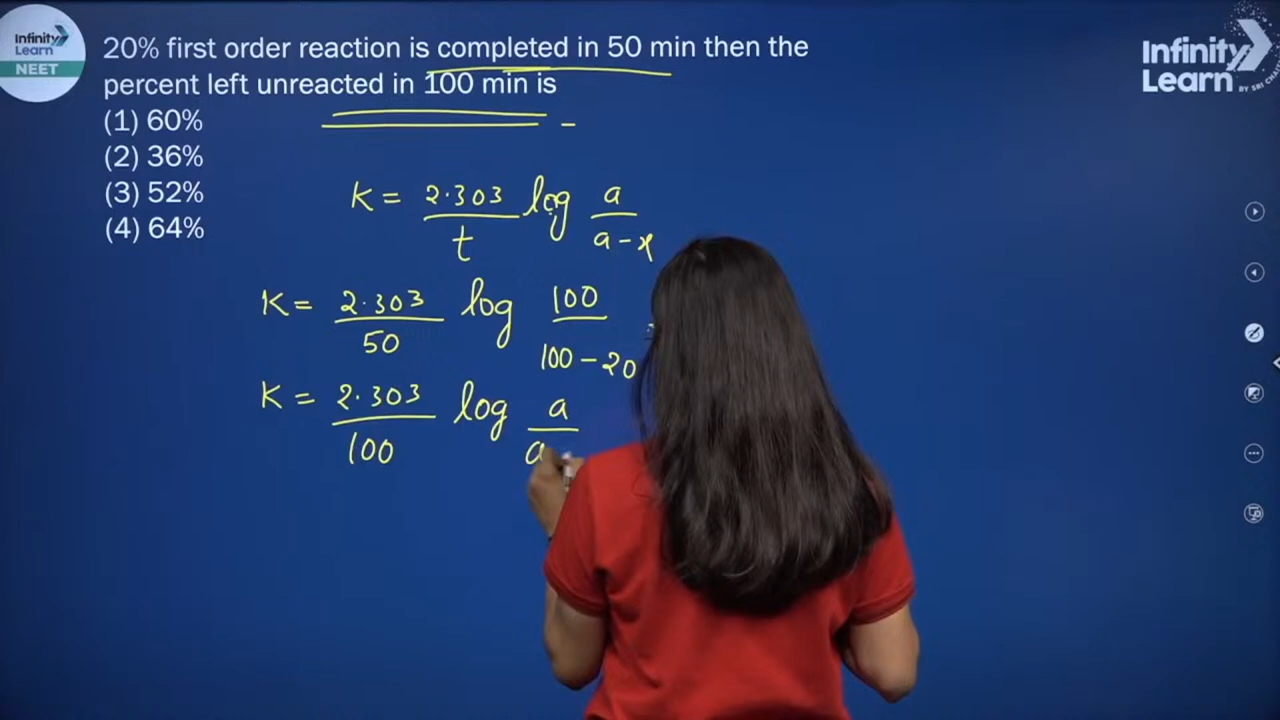 Infinity
Learn
NEET
20% first order reaction is completed in 50 min then the
percent left unreacted in 100 min is
(1) 60%
(2) 36%
(3) 52%
(4) 64%
Infinity
Learn
BY SRI
K = 2.303 / t log a / a - x
K = 2.303 / 50 log 100 / 100 - 20
K = 2.303 / 100 log a / a